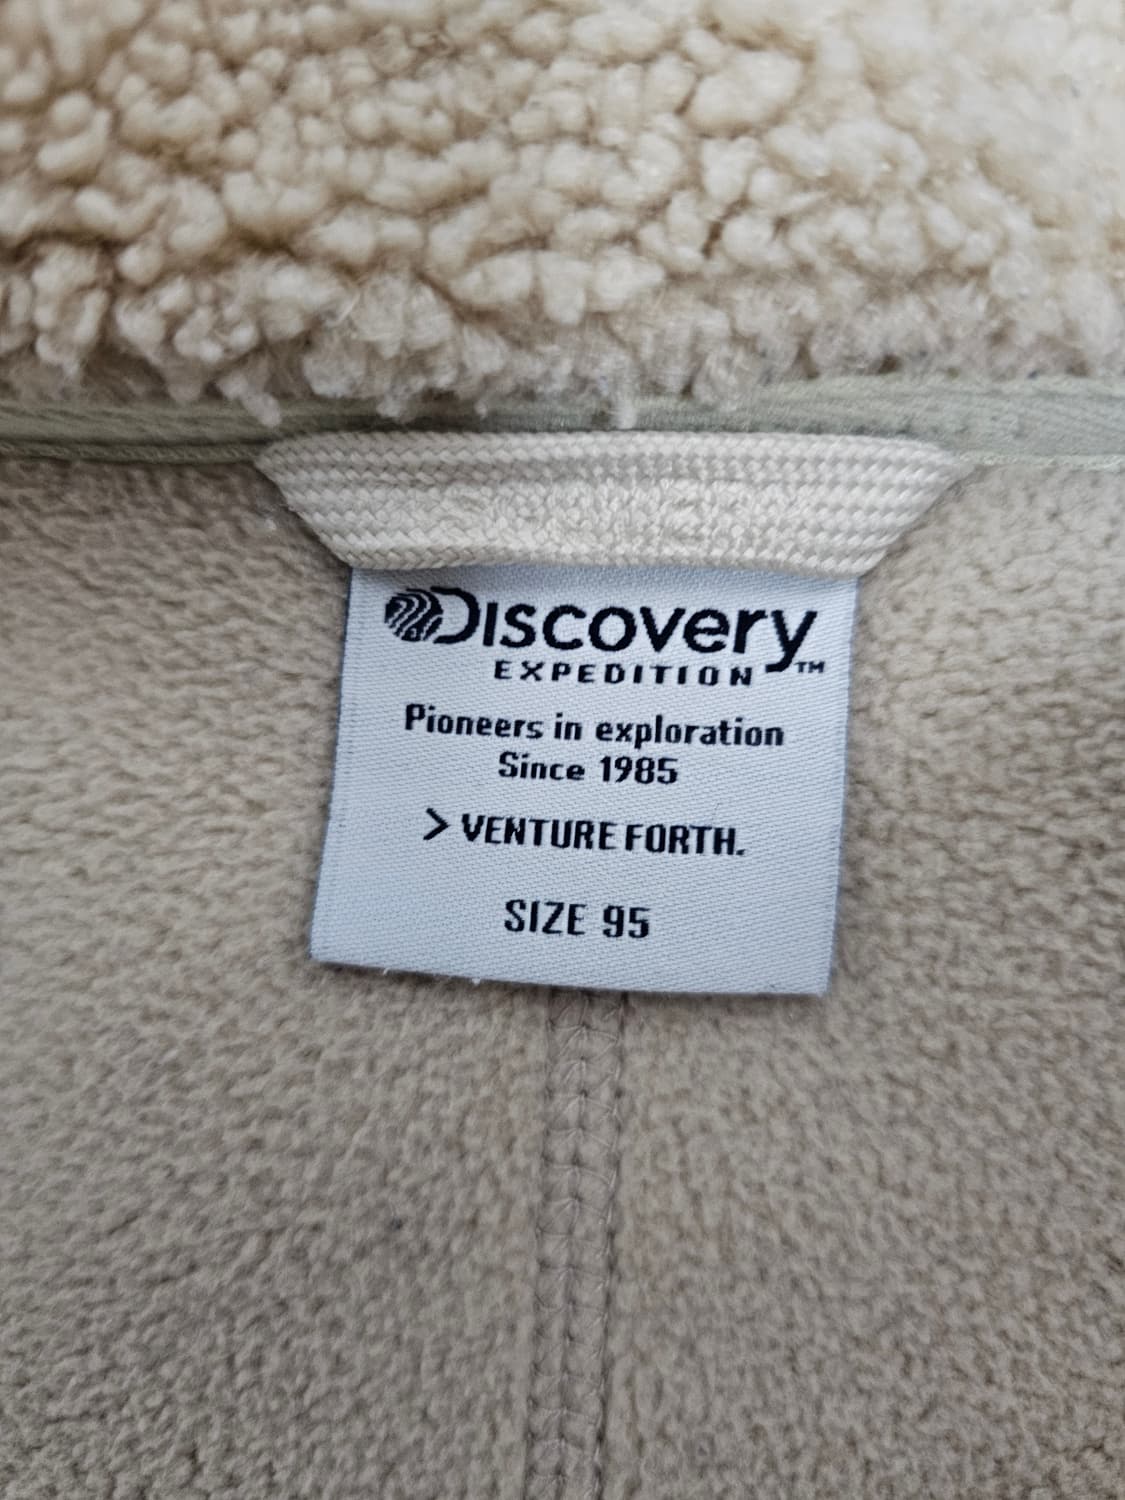 Discovery
EXPEDITION™
Pioneers in exploration
Since 1985
> VENTURE FORTH.
SIZE 95